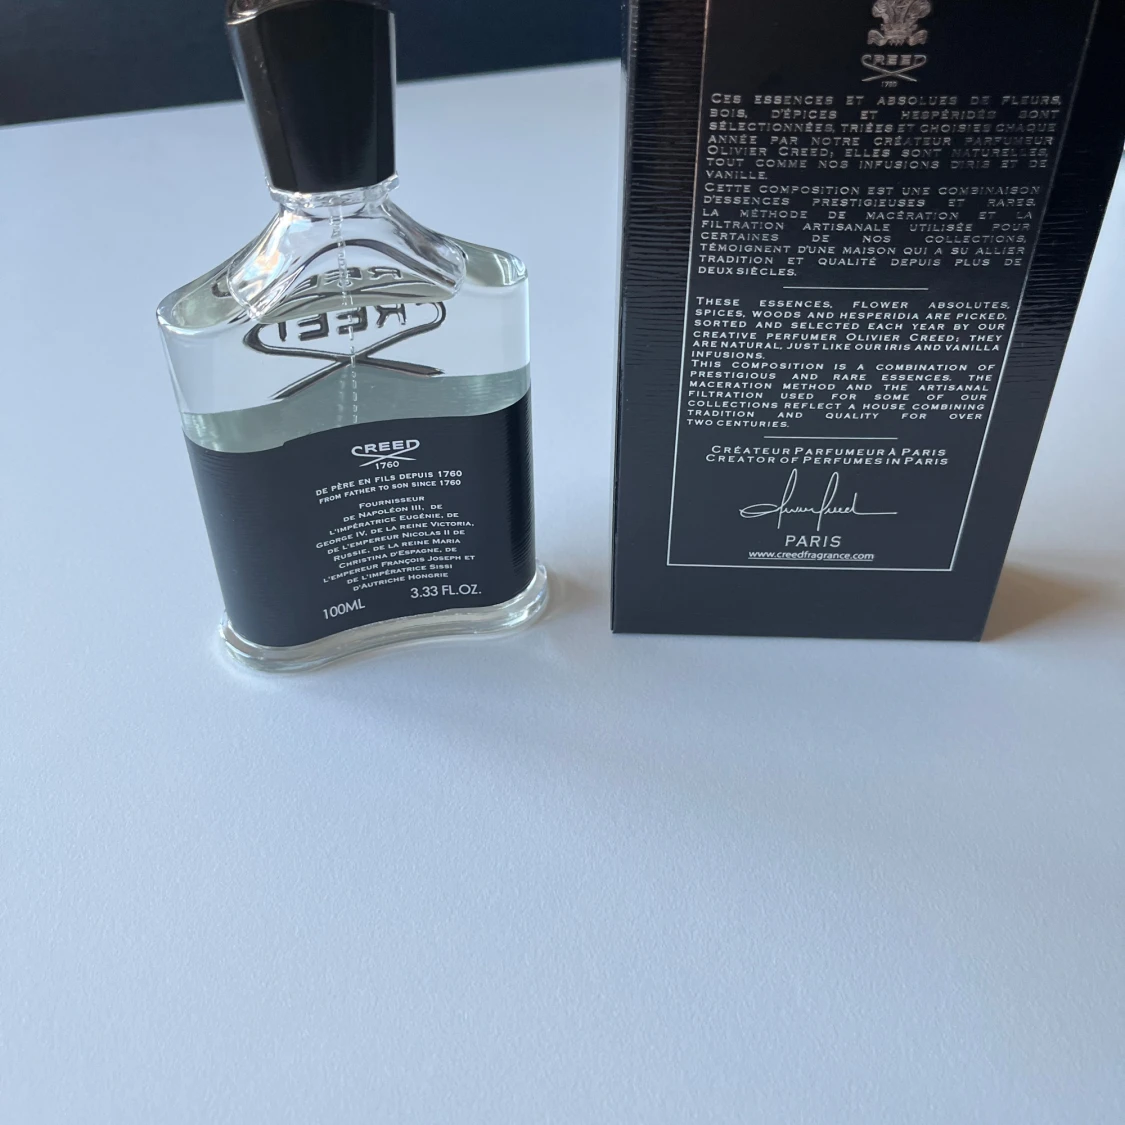 CREED
1760
DE PÈRE EN FILS DEPUIS 1760
FROM FATHER TO SON SINCE 1760
FOURNISSEUR
DE NAPOLÉON III, DE
L'IMPÉRATRICE EUGÉNIE, DE
GEORGE IV, DE LA REINE VICTORIA,
DE L'EMPEREUR NICOLAS II DE
RUSSIE, DE LA REINE MARIA
CHRISTINA D'ESPAGNE, DE
L'EMPEREUR FRANÇOIS JOSEPH ET
DE L'IMPÉRATRICE SISSI
D'AUTRICHE HONGRIE
100ML 3.33 FL.OZ.
CREED
1760
CES ESSENCES ET ABSOLUES DE FLEURS,
BOIS, D'ÉPICES ET HESPÉRIDÉS SONT
SÉLECTIONNÉES, TRIÉES ET CHOISIES CHAQUE
ANNÉE PAR NOTRE CRÉATEUR PARFUMEUR
OLIVIER CREED; ELLES SONT NATURELLES
TOUT COMME NOS INFUSIONS D'IRIS ET DE
VANILLE.
CETTE COMPOSITION EST UNE COMBINAISON
D'ESSENCES PRESTIGIEUSES ET RARES.
LA MÉTHODE DE MACÉRATION ET LA
FILTRATION ARTISANALE UTILISÉE POUR
CERTAINES DE NOS COLLECTIONS,
TÉMOIGNENT D'UNE MAISON QUI A SU ALLIER
TRADITION ET QUALITÉ DEPUIS PLUS DE
DEUX SIÈCLES.
THESE ESSENCES, FLOWER ABSOLUTES,
SPICES, WOODS AND HESPERIDIA ARE PICKED,
SORTED AND SELECTED EACH YEAR BY OUR
CREATIVE PERFUMER OLIVIER CREED; THEY
ARE NATURAL, JUST LIKE OUR IRIS AND VANILLA
INFUSIONS.
THIS COMPOSITION IS A COMBINATION OF
PRESTIGIOUS AND RARE ESSENCES. THE
MACERATION METHOD AND THE ARTISANAL
FILTRATION USED FOR SOME OF OUR
COLLECTIONS REFLECT A HOUSE COMBINING
TRADITION AND QUALITY FOR OVER
TWO CENTURIES.
CRÉATEUR PARFUMEUR À PARIS
CREATOR OF PERFUMES IN PARIS
PARIS
www.creedfragrance.com